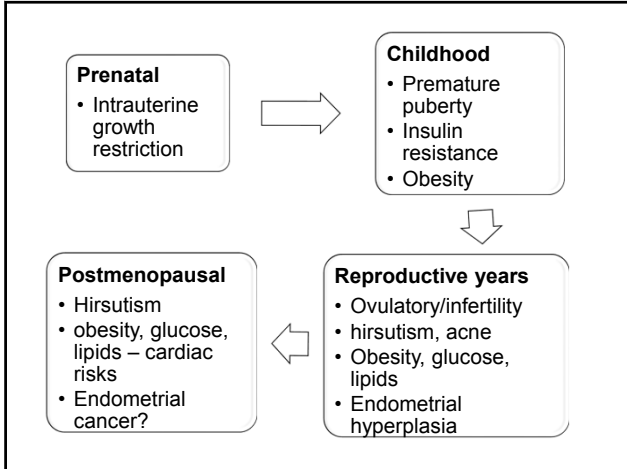 Prenatal
• Intrauterine
growth
restriction
Childhood
• Premature
puberty
• Insulin
resistance
• Obesity
Reproductive years
• Ovulatory/infertility
• hirsutism, acne
• Obesity, glucose,
lipids
• Endometrial
hyperplasia
Postmenopausal
• Hirsutism
• obesity, glucose,
lipids – cardiac
risks
• Endometrial
cancer?